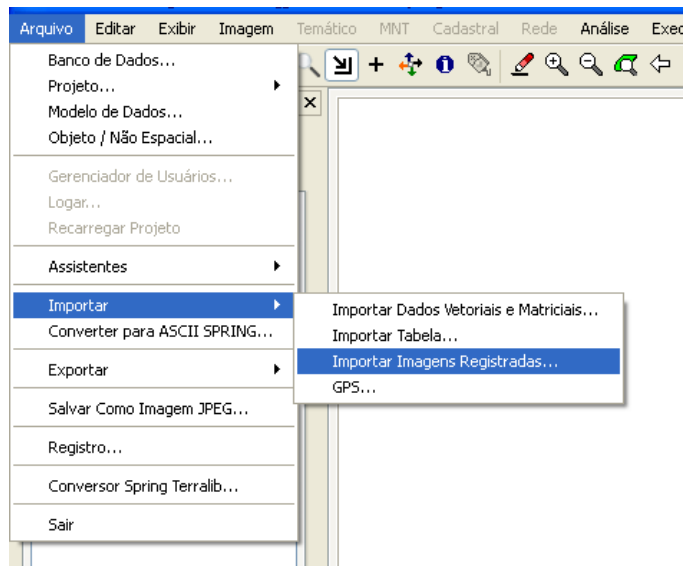 Arquivo Editar Exibir Imagem Temático MNT Cadastral Rede Análise Exec
Banco de Dados...
Projeto...
Modelo de Dados...
Objeto / Não Espacial...
Gerenciador de Usuários...
Logar...
Recarregar Projeto
Assistentes
Importar
Importar Dados Vetoriais e Matriciais...
Converter para ASCII SPRING...
Importar Tabela...
Importar Imagens Registradas...
Exportar
GPS...
Salvar Como Imagem JPEG...
Registro...
Conversor Spring Terralib...
Sair